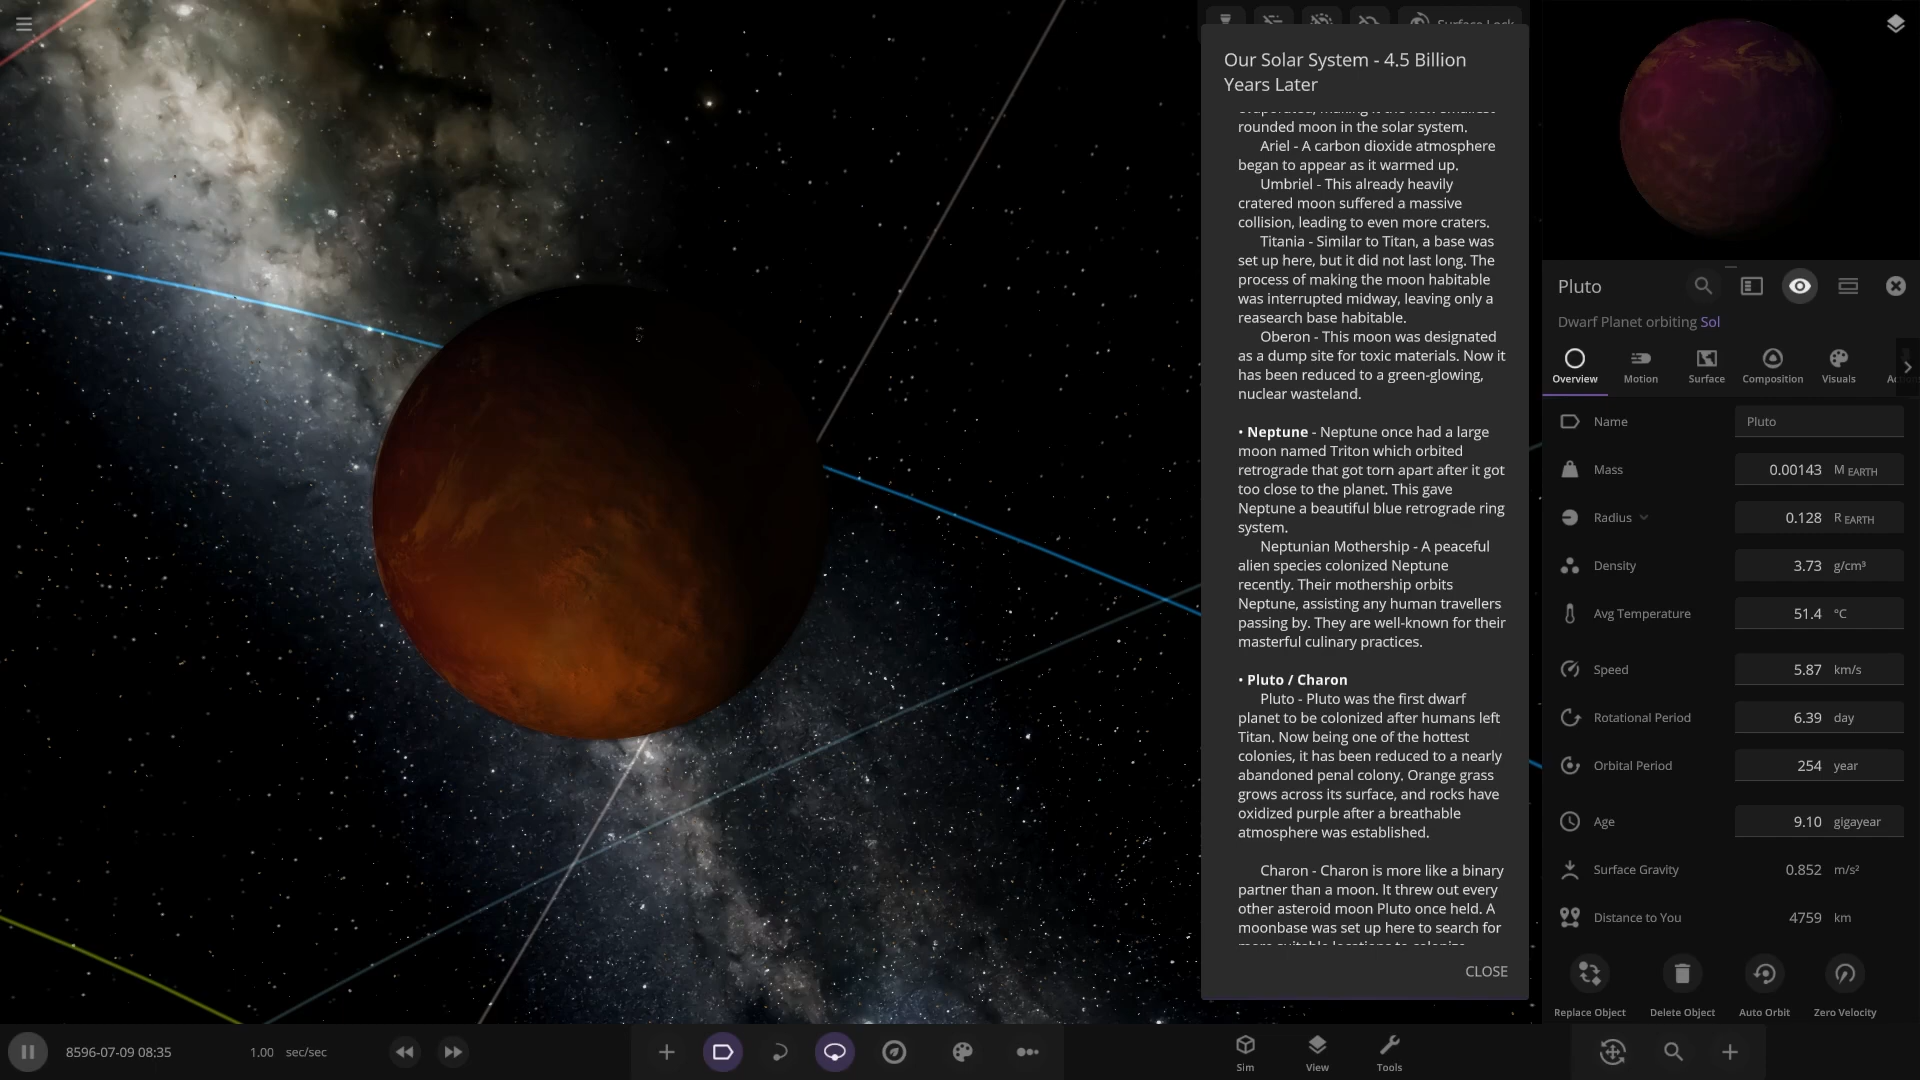 Surface Lock
Our Solar System - 4.5 Billion
Years Later
rounded moon in the solar system.
Ariel - A carbon dioxide atmosphere
began to appear as it warmed up.
Umbriel - This already heavily
cratered moon suffered a massive
collision, leading to even more craters.
Titania - Similar to Titan, a base was
set up here, but it did not last long. The
process of making the moon habitable
was interrupted midway, leaving only a
reasearch base habitable.
Oberon - This moon was designated
as a dump site for toxic materials. Now it
has been reduced to a green-glowing,
nuclear wasteland.
• Neptune - Neptune once had a large
moon named Triton which orbited
retrograde that got torn apart after it got
too close to the planet. This gave
Neptune a beautiful blue retrograde ring
system.
Neptunian Mothership - A peaceful
alien species colonized Neptune
recently. Their mothership orbits
Neptune, assisting any human travellers
passing by. They are well-known for their
masterful culinary practices.
• Pluto / Charon
Pluto - Pluto was the first dwarf
planet to be colonized after humans left
Titan. Now being one of the hottest
colonies, it has been reduced to a nearly
abandoned penal colony. Orange grass
grows across its surface, and rocks have
oxidized purple after a breathable
atmosphere was established.
Charon - Charon is more like a binary
partner than a moon. It threw out every
other asteroid moon Pluto once held. A
moonbase was set up here to search for
more suitable locations to colonize
CLOSE
Pluto
Dwarf Planet orbiting Sol
Overview Motion Surface Composition Visuals
Name Pluto
Mass 0.00143 M EARTH
Radius 0.128 R EARTH
Density 3.73 g/cm³
Avg Temperature 51.4 °C
Speed 5.87 km/s
Rotational Period 6.39 day
Orbital Period 254 year
Age 9.10 gigayear
Surface Gravity 0.852 m/s²
Distance to You 4759 km
Replace Object Delete Object Auto Orbit Zero Velocity
8596-07-09 08:35 1.00 sec/sec
Sim View Tools